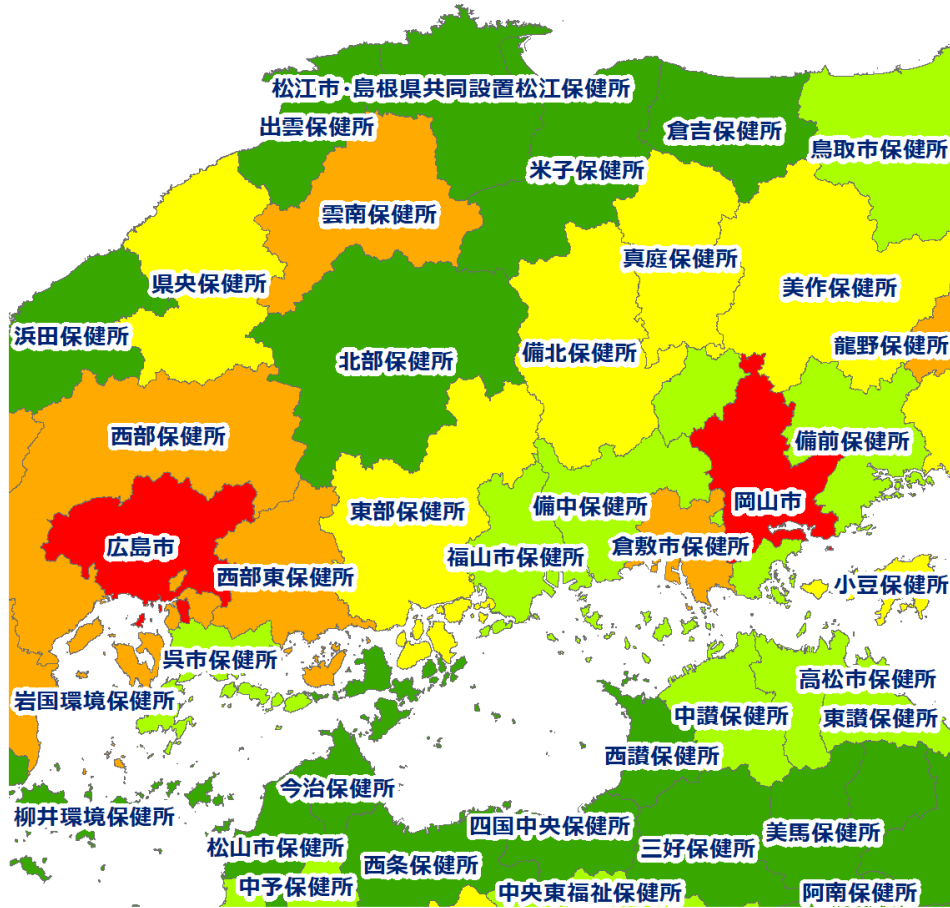 松江市・島根県共同設置松江保健所
出雲保健所
倉吉保健所
鳥取市保健所
米子保健所
雲南保健所
真庭保健所
県央保健所
美作保健所
浜田保健所
北部保健所
備北保健所
龍野保健所
西部保健所
備前保健所
岡山市
東部保健所
備中保健所
広島市
福山市保健所
倉敷市保健所
西部東保健所
小豆保健所
呉市保健所
高松市保健所
岩国環境保健所
中讃保健所
東讃保健所
西讃保健所
今治保健所
柳井環境保健所
四国中央保健所
美馬保健所
松山市保健所
三好保健所
西条保健所
中予保健所
中央東福祉保健所
阿南保健所